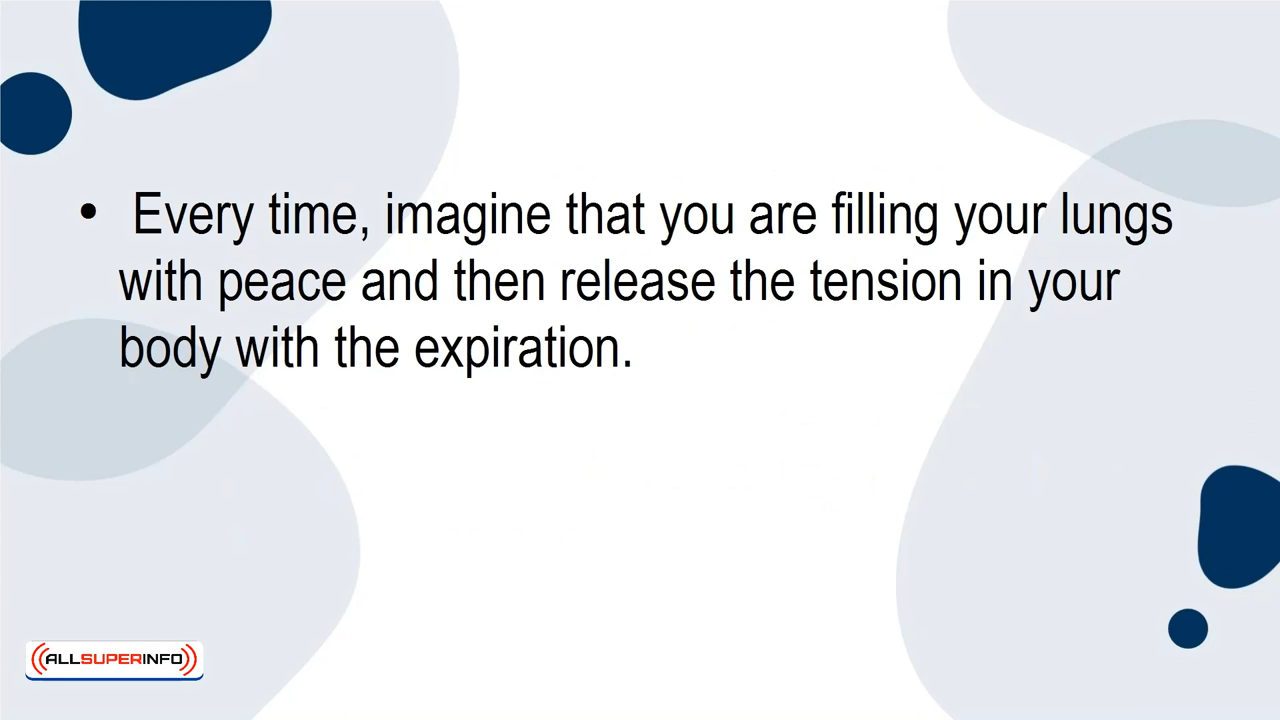 • Every time, imagine that you are filling your lungs
with peace and then release the tension in your
body with the expiration.
ALLSUPERINFO